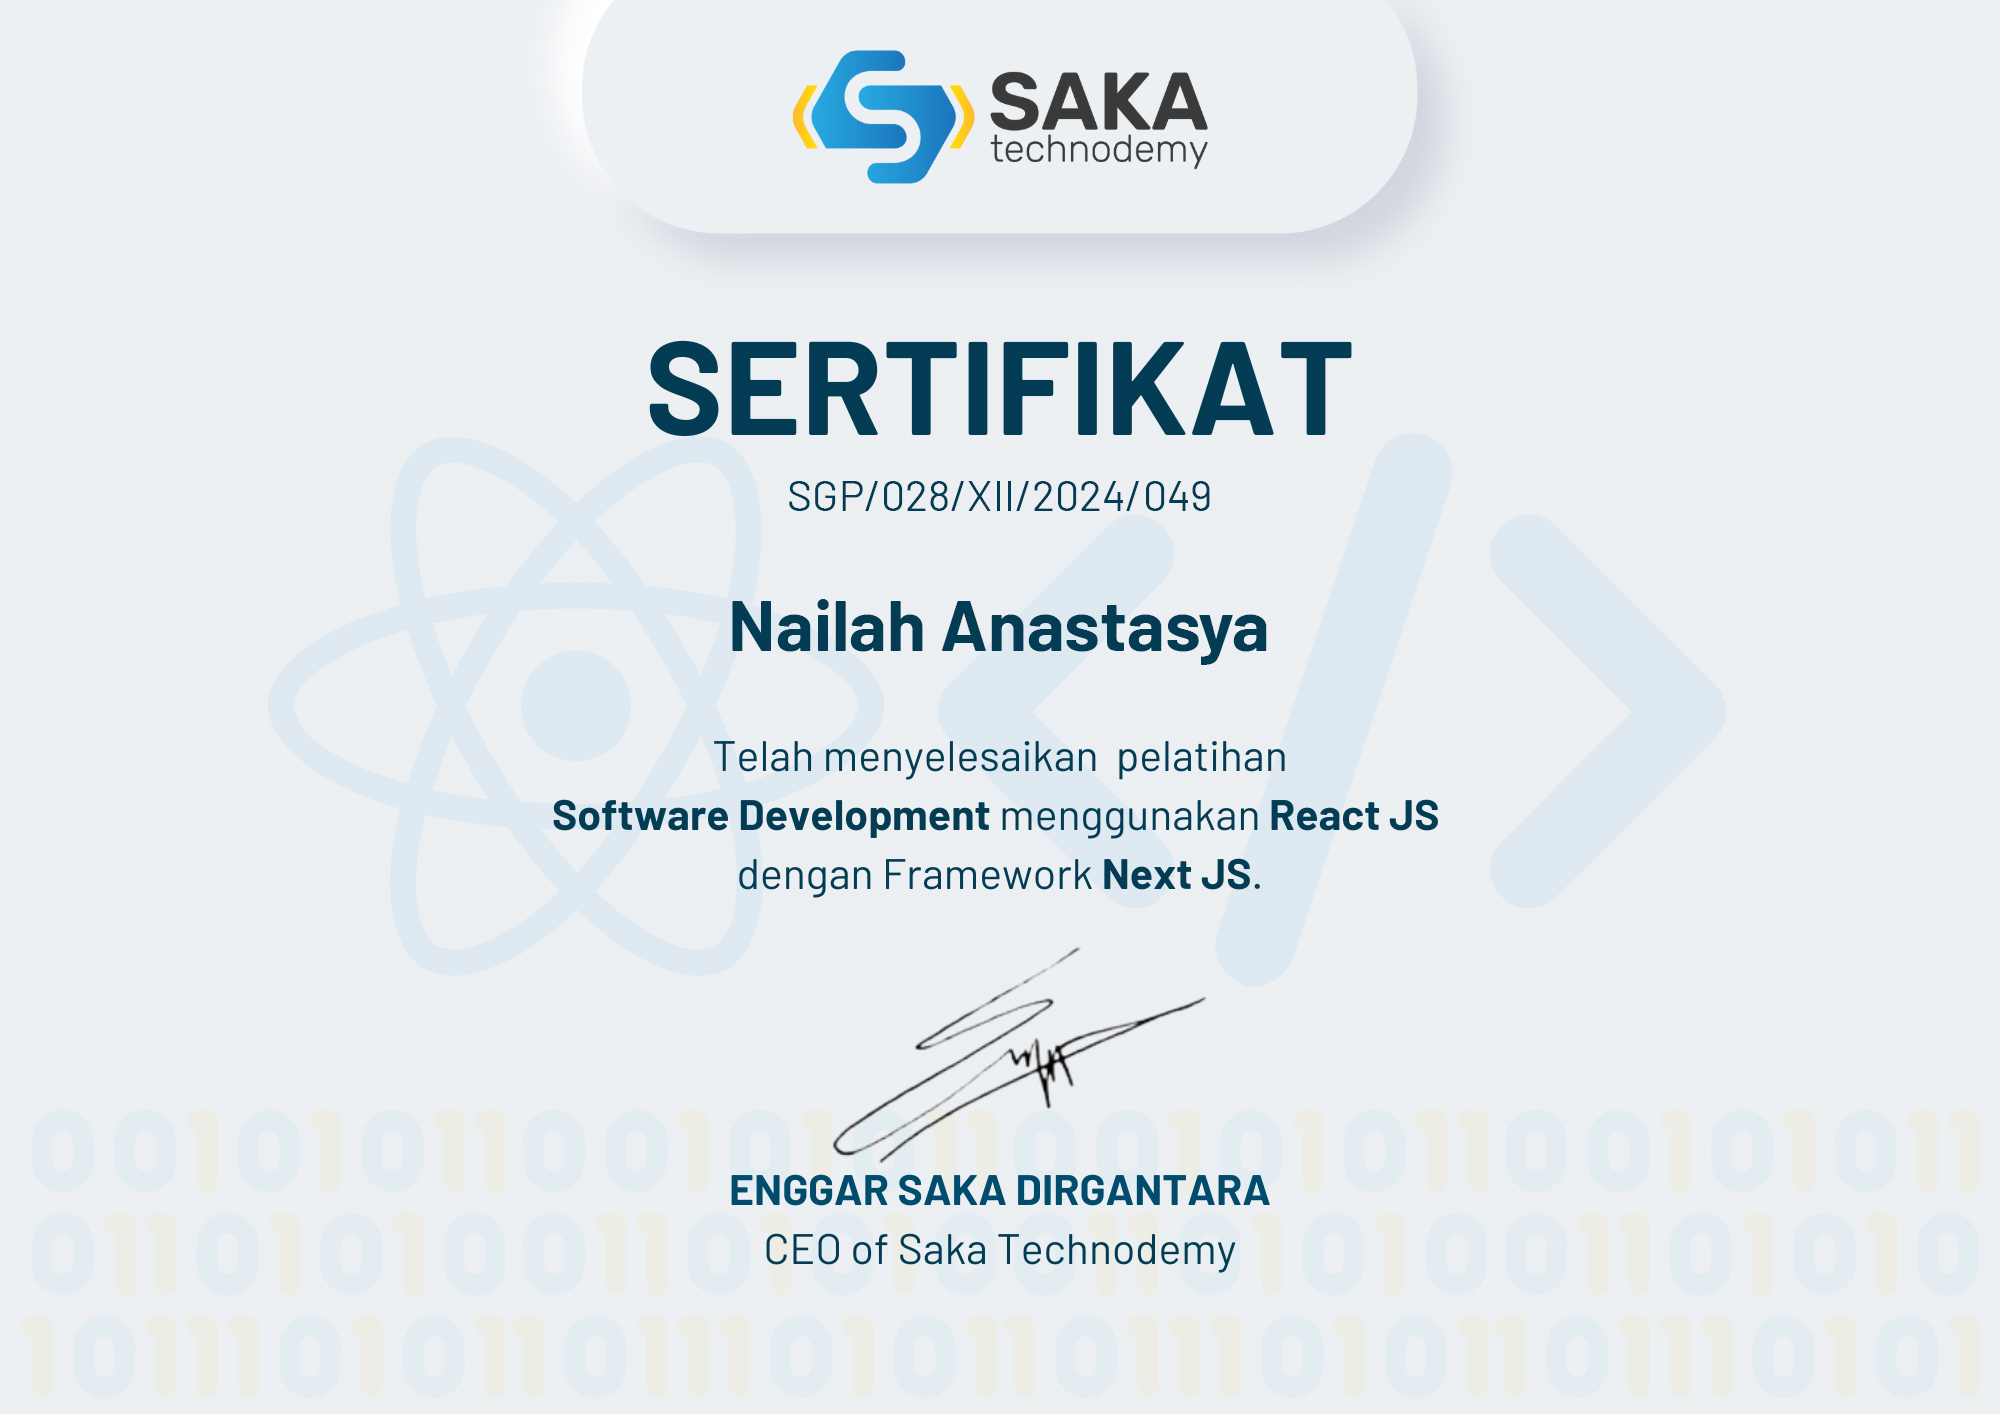 SAKA
technodemy
SERTIFIKAT
SGP/028/XII/2024/049
Nailah Anastasya
Telah menyelesaikan pelatihan
Software Development menggunakan React JS
dengan Framework Next JS.
ENGGAR SAKA DIRGANTARA
CEO of Saka Technodemy